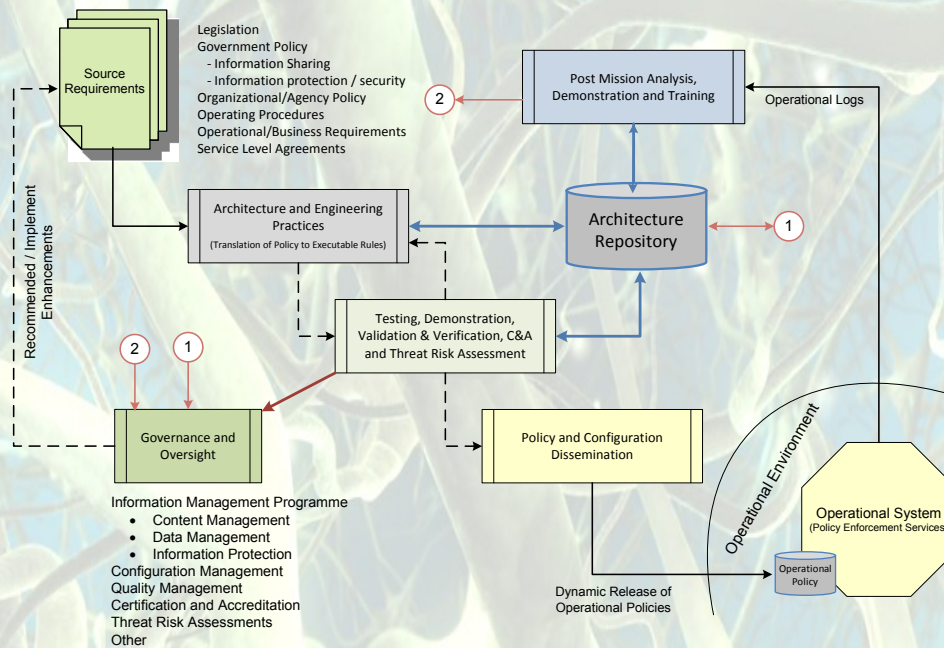 Source
Requirements
Legislation
Government Policy
- Information Sharing
- Information protection / security
Organizational/Agency Policy
Operating Procedures
Operational/Business Requirements
Service Level Agreements
2
Post Mission Analysis,
Demonstration and Training
Operational Logs
Architecture and Engineering
Practices
(Translation of Policy to Executable Rules)
Architecture
Repository
1
Recommended / Implement
Enhancements
Testing, Demonstration,
Validation & Verification, C&A
and Threat Risk Assessment
2
1
Governance and
Oversight
Policy and Configuration
Dissemination
Operational Environment
Operational System
(Policy Enforcement Services
Operational
Policy
Dynamic Release of
Operational Policies
Information Management Programme
• Content Management
• Data Management
• Information Protection
Configuration Management
Quality Management
Certification and Accreditation
Threat Risk Assessments
Other